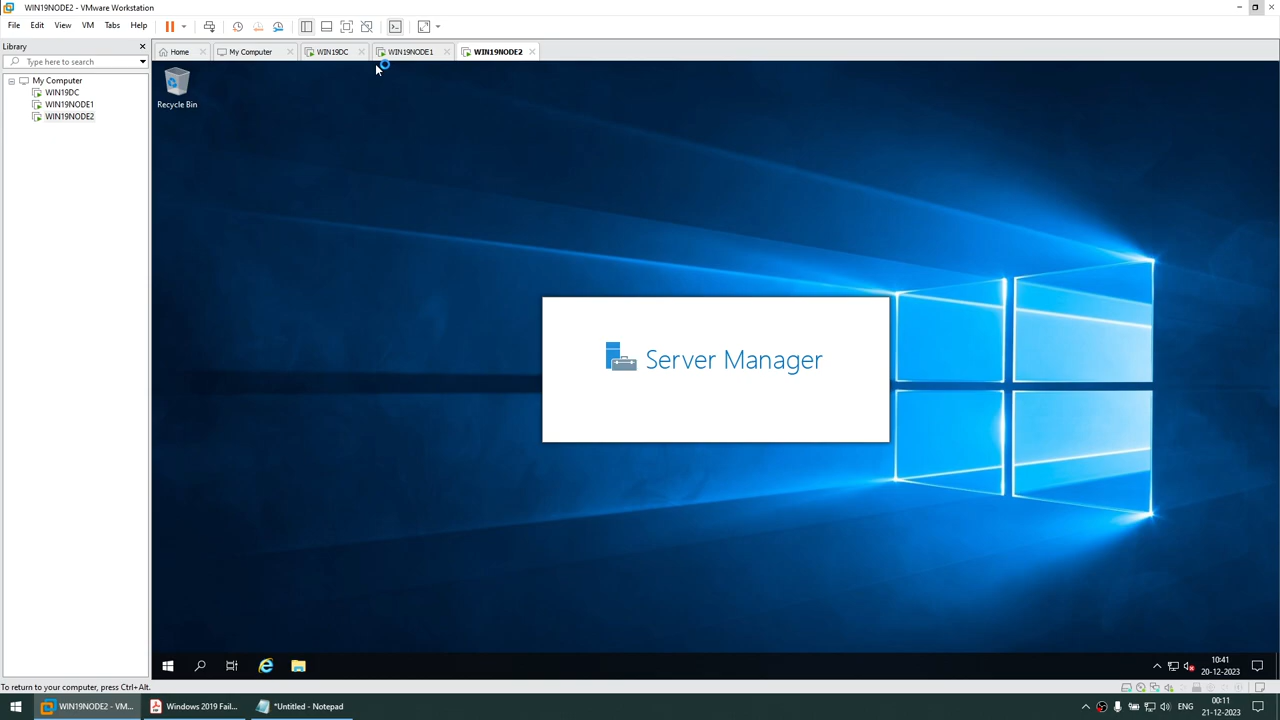 WIN19NODE2 - VMware Workstation
File Edit View VM Tabs Help
Library
Type here to search
My Computer
WIN19DC
WIN19NODE1
WIN19NODE2
Home My Computer WIN19DC WIN19NODE1 WIN19NODE2
Recycle Bin
Server Manager
10:41
20-12-2023
To return to your computer, press Ctrl+Alt.
WIN19NODE2 - VM... Windows 2019 Fail... *Untitled - Notepad
ENG
00:11
21-12-2023